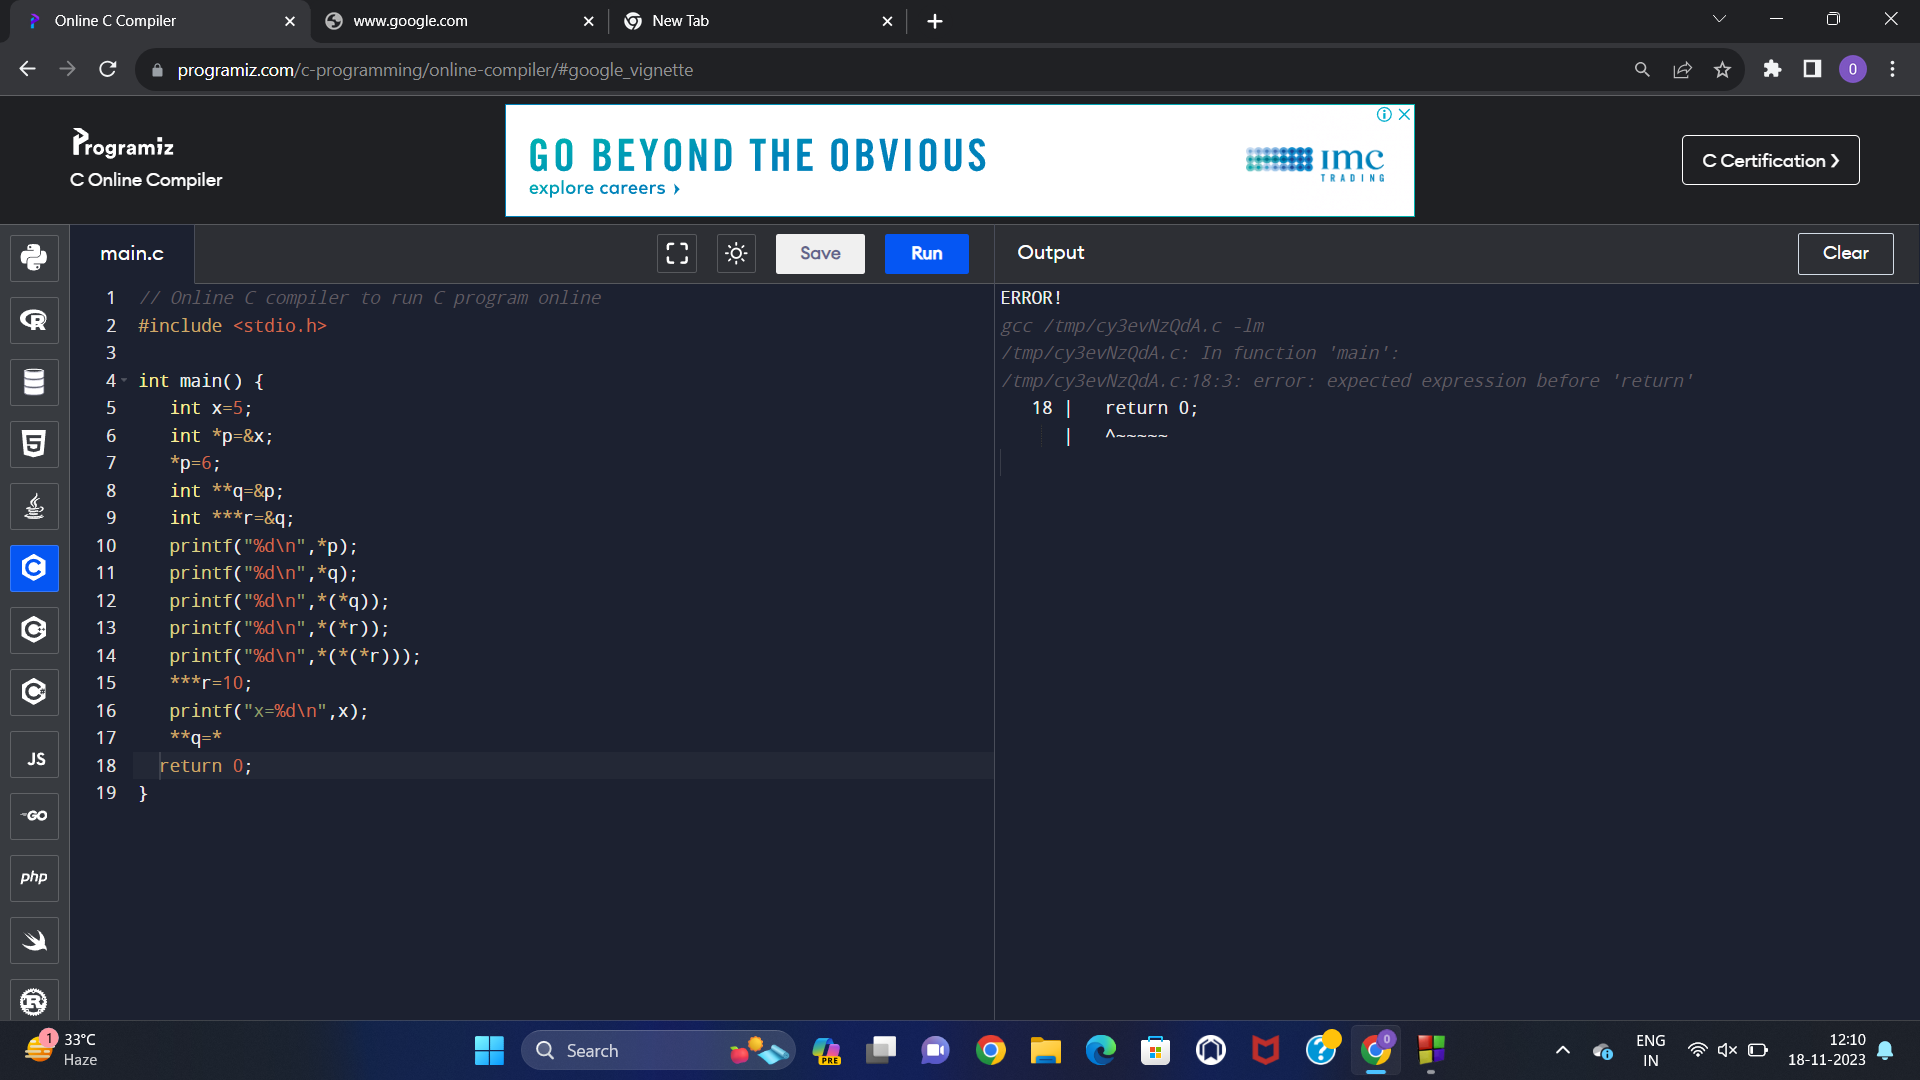 Online C Compiler
www.google.com
New Tab
programiz.com/c-programming/online-compiler/#google_vignette
0
Programiz
C Online Compiler
GO BEYOND THE OBVIOUS
explore careers ›
imc
TRADING
C Certification ❯
main.c
Save
Run
Output
Clear
1 // Online C compiler to run C program online
2 #include <stdio.h>
3
4 int main() {
5 int x=5;
6 int *p=&x;
7 *p=6;
8 int **q=&p;
9 int ***r=&q;
10 printf("%d\n",*p);
11 printf("%d\n",*q);
12 printf("%d\n",*(*q));
13 printf("%d\n",*(*r));
14 printf("%d\n",*(*(*r)));
15 ***r=10;
16 printf("x=%d\n",x);
17 **q=*
18 return 0;
19 }
ERROR!
gcc /tmp/cy3evNzQdA.c -lm
/tmp/cy3evNzQdA.c: In function 'main':
/tmp/cy3evNzQdA.c:18:3: error: expected expression before 'return'
18 | return 0;
| ^~~~~~
R
5
C
C
C
JS
GO
php
R
1
33°C
Haze
Search
PRE
0
ENG
IN
12:10
18-11-2023